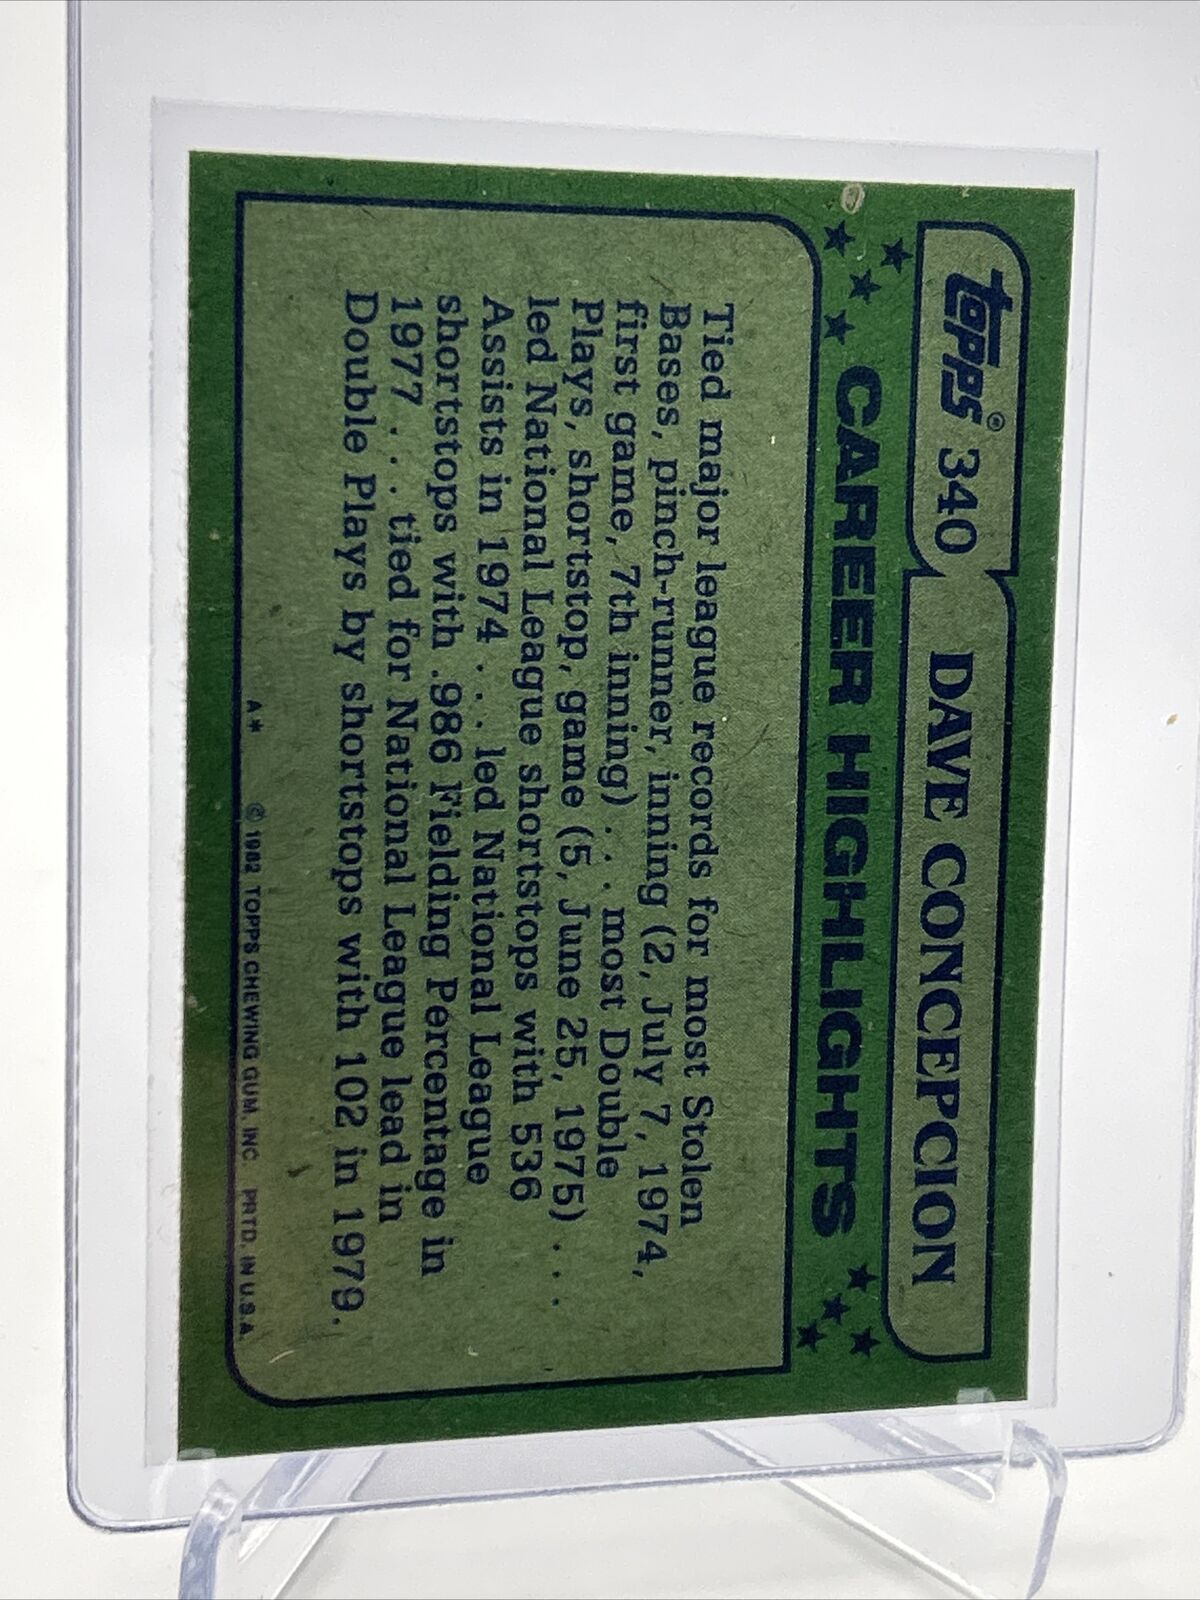 topps® 340 DAVE CONCEPCION
CAREER HIGHLIGHTS
Tied major league records for most Stolen
Bases, pinch-runner, inning (2, July 7, 1974,
first game, 7th inning) . . . most Double
Plays, shortstop, game (5, June 25, 1975) . . .
led National League shortstops with 536
Assists in 1974 . . . led National League
shortstops with .986 Fielding Percentage in
1977 . . . tied for National League lead in
Double Plays by shortstops with 102 in 1979.
A* © 1982 TOPPS CHEWING GUM, INC. PRTD. IN U.S.A.